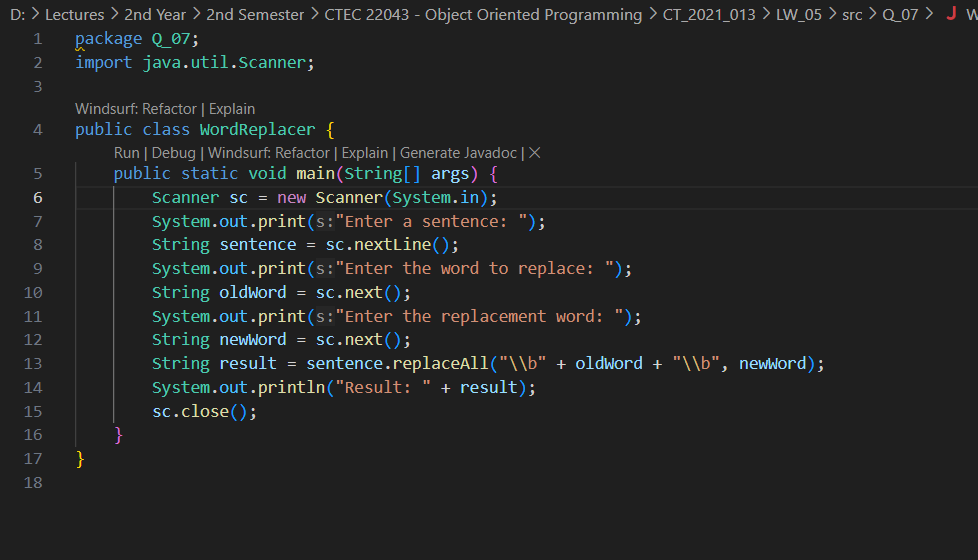 D: > Lectures > 2nd Year > 2nd Semester > CTEC 22043 - Object Oriented Programming > CT_2021_013 > LW_05 > src > Q_07 > J W
1 package Q_07;
2 import java.util.Scanner;
3
Windsurf: Refactor | Explain
4 public class WordReplacer {
Run | Debug | Windsurf: Refactor | Explain | Generate Javadoc | ×
5     public static void main(String[] args) {
6         Scanner sc = new Scanner(System.in);
7         System.out.print(s:"Enter a sentence: ");
8         String sentence = sc.nextLine();
9         System.out.print(s:"Enter the word to replace: ");
10         String oldWord = sc.next();
11         System.out.print(s:"Enter the replacement word: ");
12         String newWord = sc.next();
13         String result = sentence.replaceAll("\\b" + oldWord + "\\b", newWord);
14         System.out.println("Result: " + result);
15         sc.close();
16     }
17 }
18